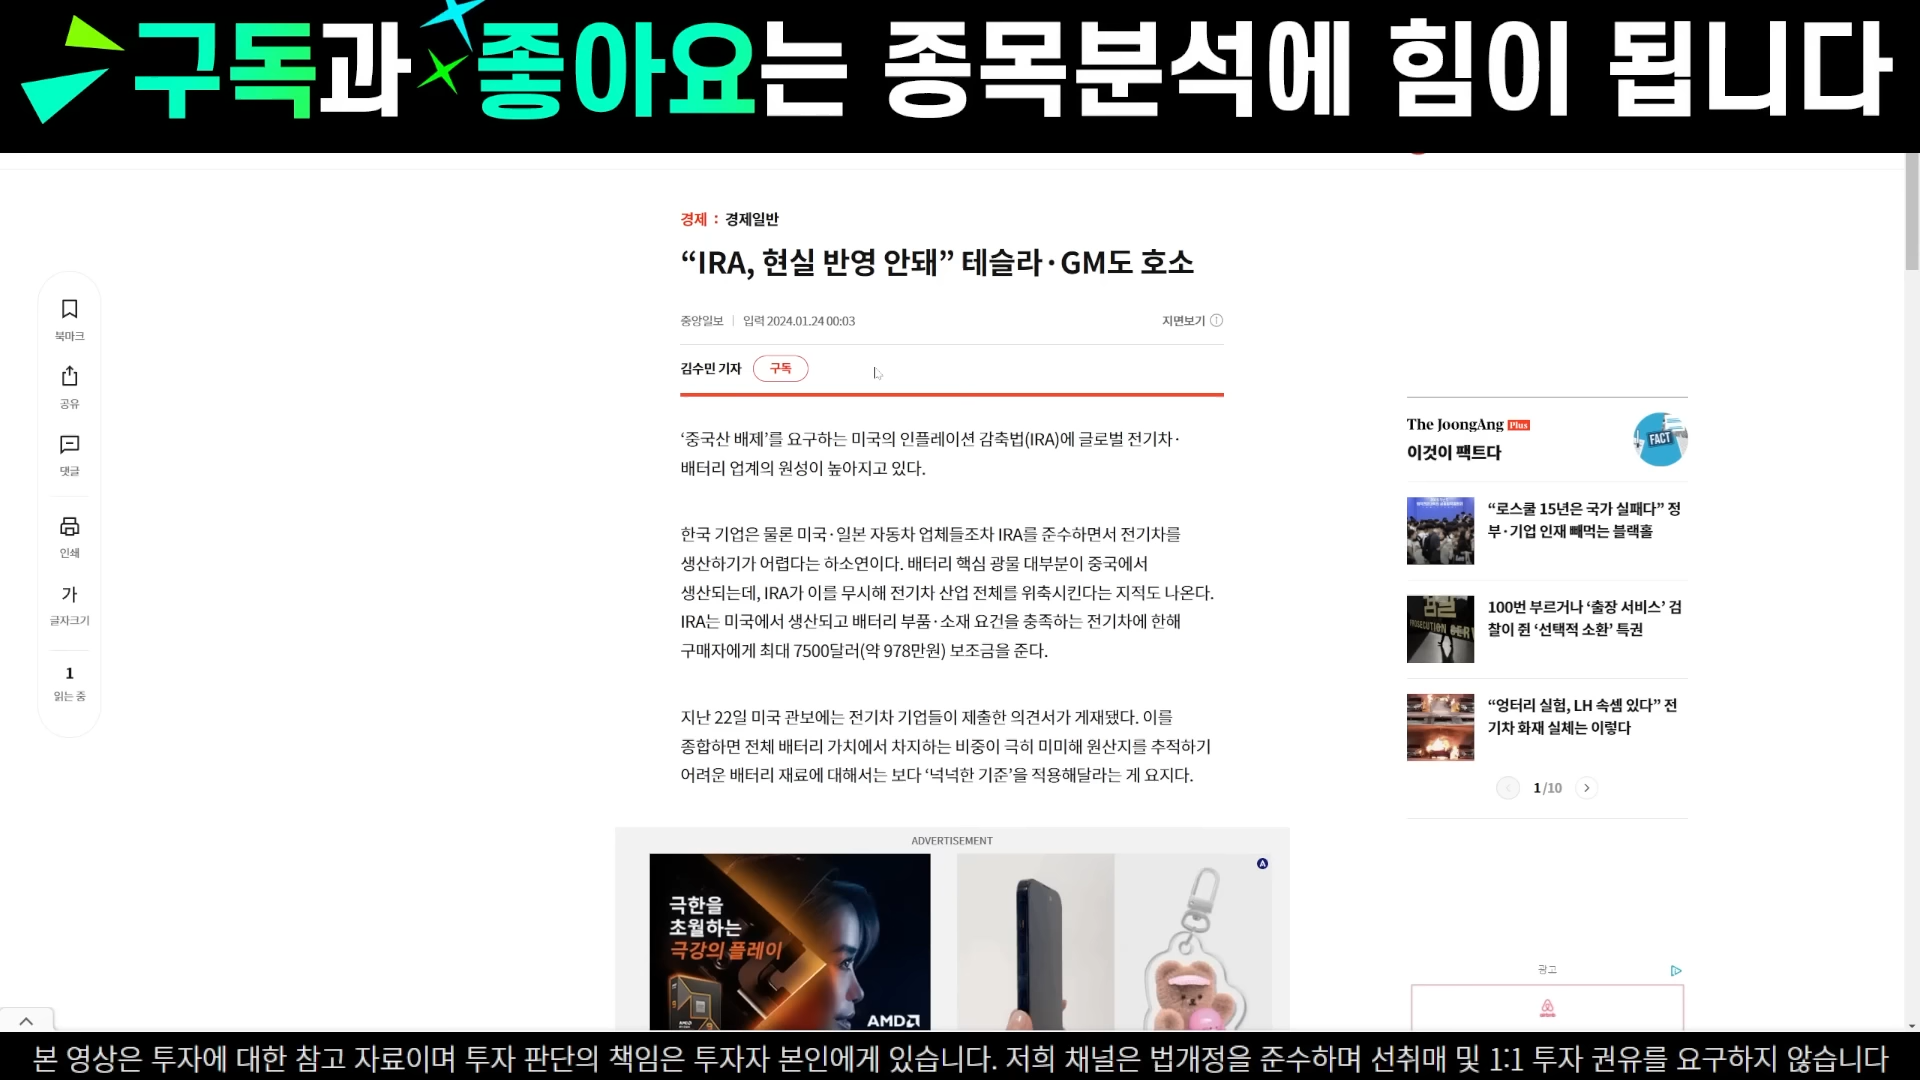 구독과 좋아요는 종목분석에 힘이 됩니다
경제 : 경제일반
“IRA, 현실 반영 안돼” 테슬라·GM도 호소
중앙일보 | 입력 2024.01.24 00:03
지면보기
김수민 기자 구독
‘중국산 배제’를 요구하는 미국의 인플레이션 감축법(IRA)에 글로벌 전기차·
배터리 업계의 원성이 높아지고 있다.
한국 기업은 물론 미국·일본 자동차 업체들조차 IRA를 준수하면서 전기차를
생산하기가 어렵다는 하소연이다. 배터리 핵심 광물 대부분이 중국에서
생산되는데, IRA가 이를 무시해 전기차 산업 전체를 위축시킨다는 지적도 나온다.
IRA는 미국에서 생산되고 배터리 부품·소재 요건을 충족하는 전기차에 한해
구매자에게 최대 7500달러(약 978만원) 보조금을 준다.
지난 22일 미국 관보에는 전기차 기업들이 제출한 의견서가 게재됐다. 이를
종합하면 전체 배터리 가치에서 차지하는 비중이 극히 미미해 원산지를 추적하기
어려운 배터리 재료에 대해서는 보다 ‘넉넉한 기준’을 적용해달라는 게 요지다.
북마크
공유
댓글
인쇄
가
글자크기
1
읽는 중
The JoongAng Plus
이것이 팩트다
FACT
“로스쿨 15년은 국가 실패다” 정
부·기업 인재 빼먹는 블랙홀
100번 부르거나 ‘출장 서비스’ 검
찰이 쥔 ‘선택적 소환’ 특권
“엉터리 실험, LH 속셈 있다” 전
기차 화재 실체는 이렇다
1/10
ADVERTISEMENT
극한을
초월하는
극강의 플레이
AMD
광고
본 영상은 투자에 대한 참고 자료이며 투자 판단의 책임은 투자자 본인에게 있습니다. 저희 채널은 법개정을 준수하며 선취매 및 1:1 투자 권유를 요구하지 않습니다